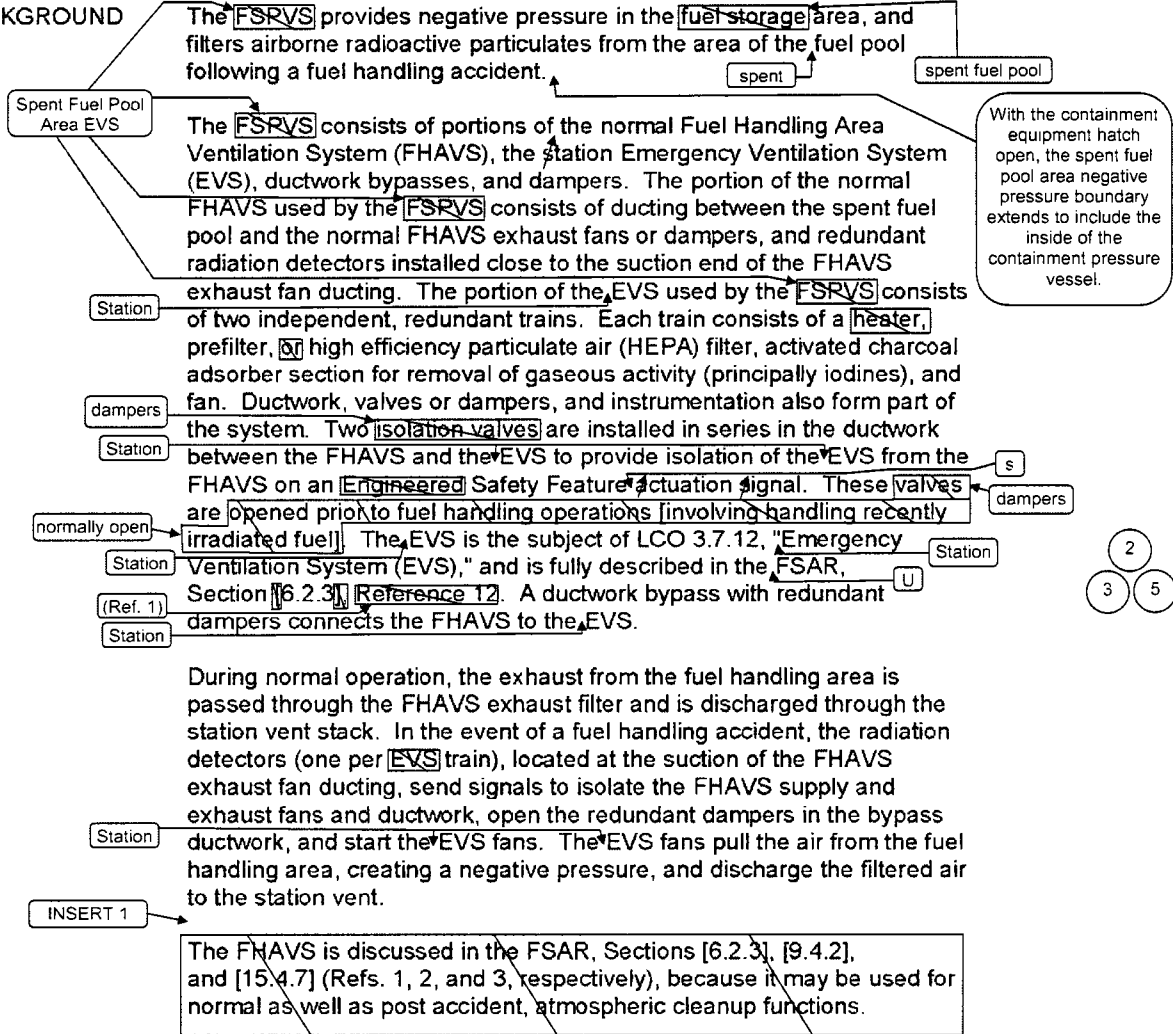 KGROUND
The FSPVS provides negative pressure in the fuel storage area, and
filters airborne radioactive particulates from the area of the fuel pool
following a fuel handling accident.
spent
spent fuel pool
Spent Fuel Pool
Area EVS
With the containment
equipment hatch
open, the spent fuel
pool area negative
pressure boundary
extends to include the
inside of the
containment pressure
vessel.
The FSPVS consists of portions of the normal Fuel Handling Area
Ventilation System (FHAVS), the station Emergency Ventilation System
(EVS), ductwork bypasses, and dampers. The portion of the normal
FHAVS used by the FSPVS consists of ducting between the spent fuel
pool and the normal FHAVS exhaust fans or dampers, and redundant
radiation detectors installed close to the suction end of the FHAVS
exhaust fan ducting. The portion of the EVS used by the FSPVS consists
Station
of two independent, redundant trains. Each train consists of a heater,
prefilter, or high efficiency particulate air (HEPA) filter, activated charcoal
adsorber section for removal of gaseous activity (principally iodines), and
fan. Ductwork, valves or dampers, and instrumentation also form part of
dampers
the system. Two isolation valves are installed in series in the ductwork
Station
between the FHAVS and the EVS to provide isolation of the EVS from the
s
FHAVS on an Engineered Safety Feature actuation signal. These valves
dampers
are opened prior to fuel handling operations [involving handling recently
normally open
irradiated fuel]. The EVS is the subject of LCO 3.7.12, "Emergency
Station
Station
Ventilation System (EVS)," and is fully described in the FSAR,
U
Section [6.2.3], Reference 12. A ductwork bypass with redundant
(Ref. 1)
dampers connects the FHAVS to the EVS.
Station
2
3 5
During normal operation, the exhaust from the fuel handling area is
passed through the FHAVS exhaust filter and is discharged through the
station vent stack. In the event of a fuel handling accident, the radiation
detectors (one per EVS train), located at the suction of the FHAVS
exhaust fan ducting, send signals to isolate the FHAVS supply and
exhaust fans and ductwork, open the redundant dampers in the bypass
Station
ductwork, and start the EVS fans. The EVS fans pull the air from the fuel
handling area, creating a negative pressure, and discharge the filtered air
to the station vent.
INSERT 1
The FHAVS is discussed in the FSAR, Sections [6.2.3], [9.4.2],
and [15.4.7] (Refs. 1, 2, and 3, respectively), because it may be used for
normal as well as post accident, atmospheric cleanup functions.